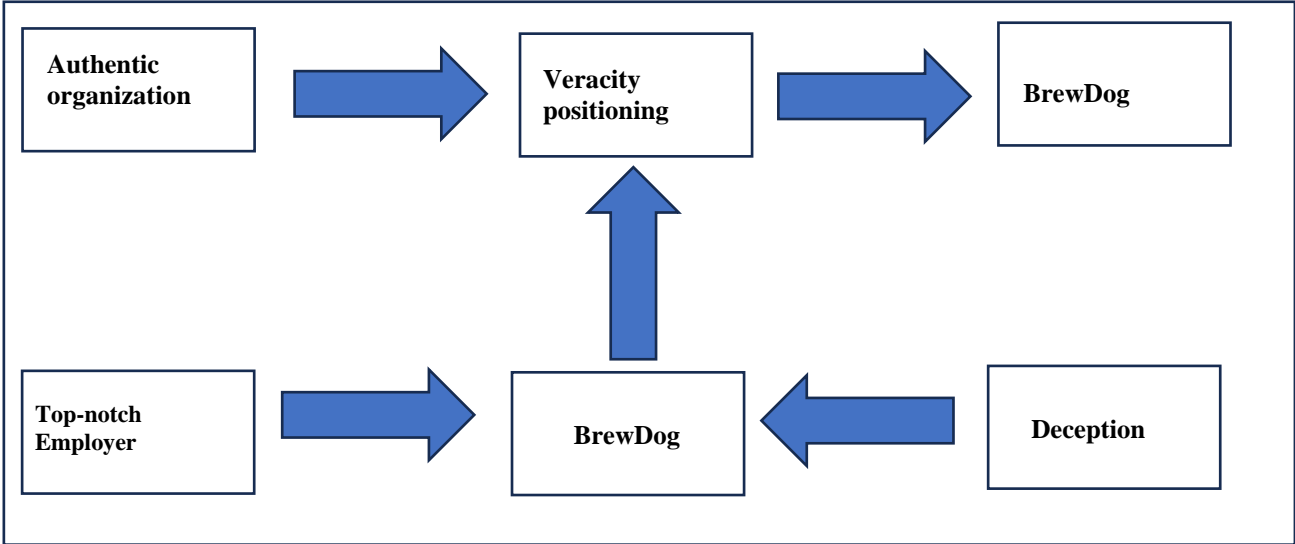 Authentic
organization
Veracity
positioning
BrewDog
Top-notch
Employer
BrewDog
Deception